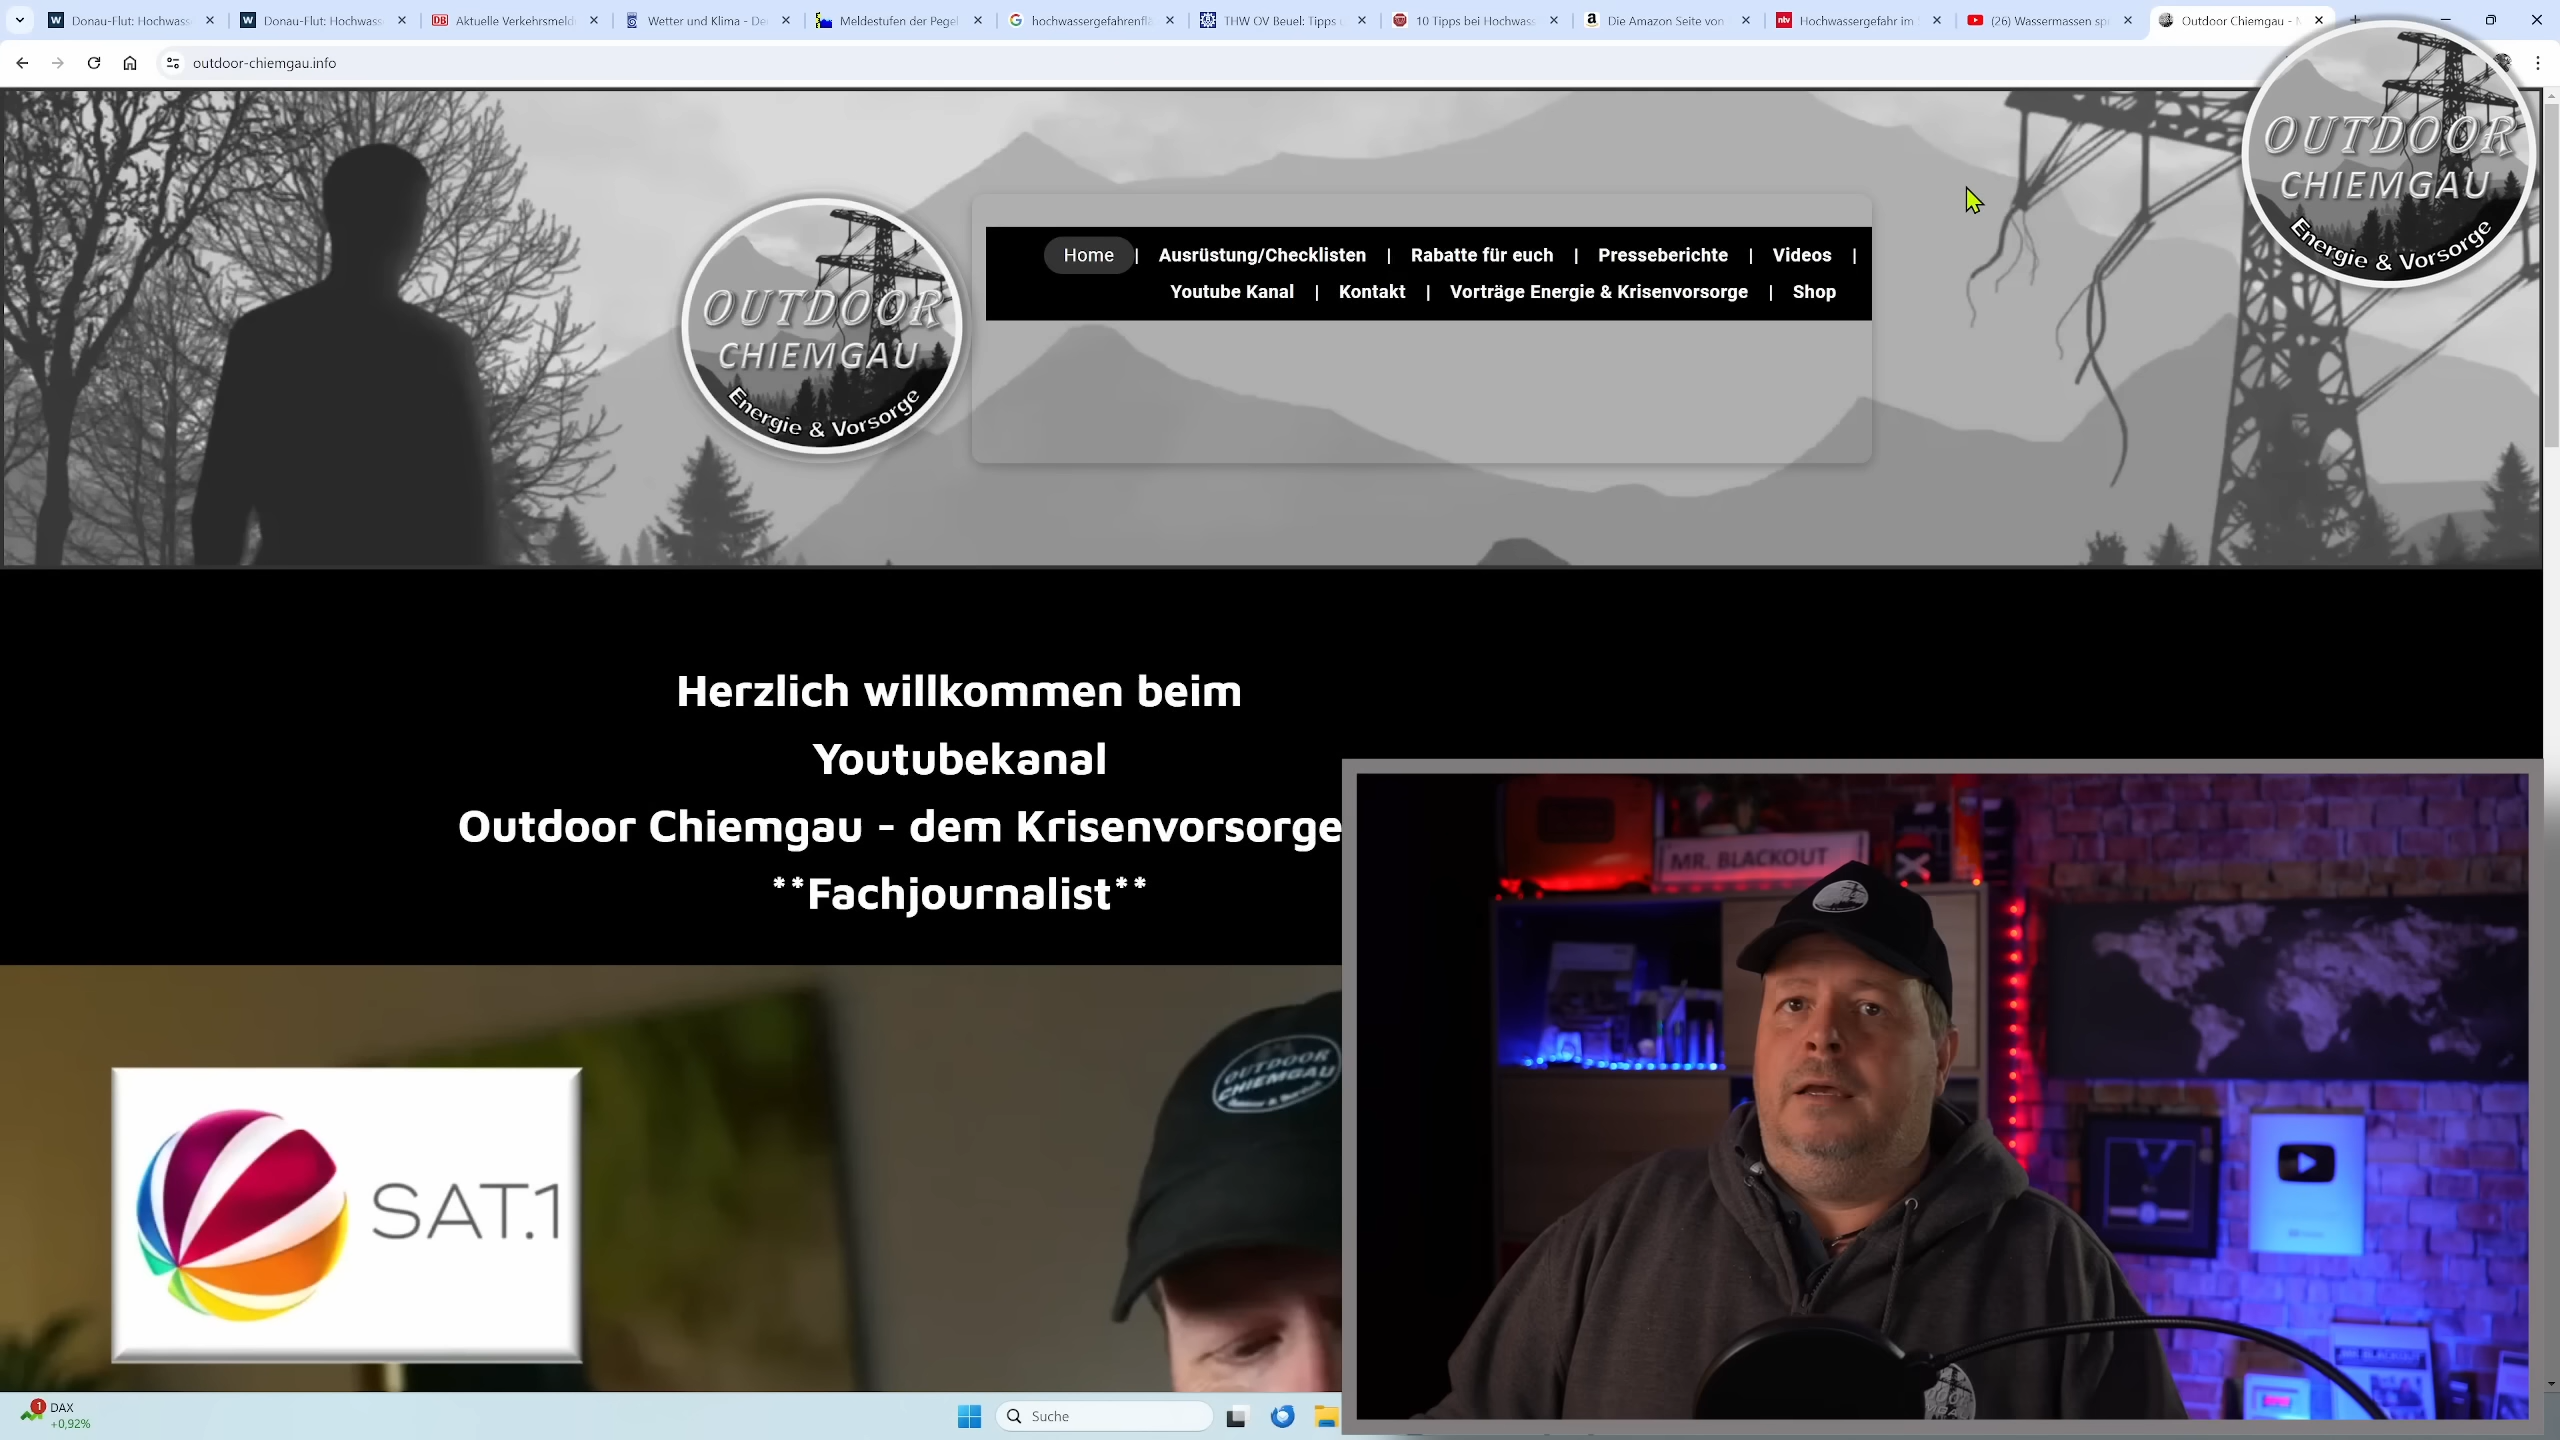 Donau-Flut: Hochwass
Donau-Flut: Hochwass
Aktuelle Verkehrsmeld
Wetter und Klima - De
Meldestufen der Pegel
hochwassergefahrenfl
THW OV Beuel: Tipps u
10 Tipps bei Hochwass
Die Amazon Seite von
Hochwassergefahr im
(26) Wassermassen sp
Outdoor Chiemgau -
outdoor-chiemgau.info
OUTDOOR
CHIEMGAU
Energie & Vorsorge
OUTDOOR
CHIEMGAU
Energie & Vorsorge
Home | Ausrüstung/Checklisten | Rabatte für euch | Presseberichte | Videos |
Youtube Kanal | Kontakt | Vorträge Energie & Krisenvorsorge | Shop
Herzlich willkommen beim
Youtubekanal
Outdoor Chiemgau - dem Krisenvorsorge
**Fachjournalist**
MR. BLACKOUT
OUTDOOR
CHIEMGAU
SAT.1
1
DAX
+0,92%
Suche